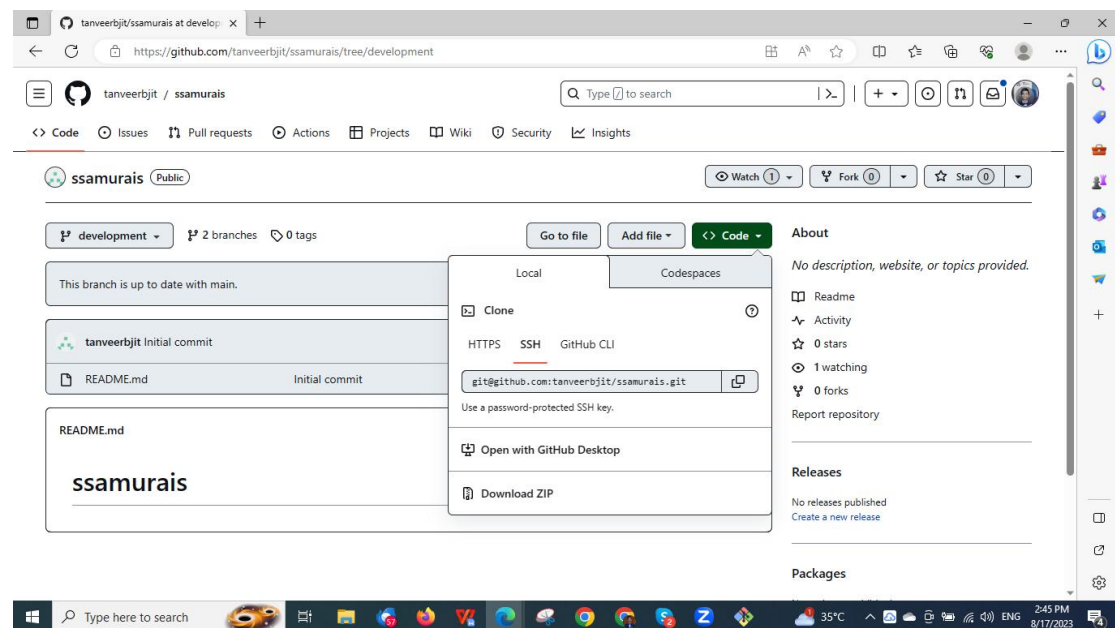 tanveerbjit/ssamurais at develop
https://github.com/tanveerbjit/ssamurais/tree/development
tanveerbjit / ssamurais
Type / to search
Code
Issues
Pull requests
Actions
Projects
Wiki
Security
Insights
ssamurais Public
Watch 1
Fork 0
Star 0
development
2 branches
0 tags
Go to file
Add file
Code
This branch is up to date with main.
tanveerbjit Initial commit
README.md Initial commit
README.md
ssamurais
Local
Codespaces
Clone
HTTPS SSH GitHub CLI
git@github.com:tanveerbjit/ssamurais.git
Use a password-protected SSH key.
Open with GitHub Desktop
Download ZIP
About
No description, website, or topics provided.
Readme
Activity
0 stars
1 watching
0 forks
Report repository
Releases
No releases published
Create a new release
Packages
Type here to search
35°C
ENG
2:45 PM
8/17/2023